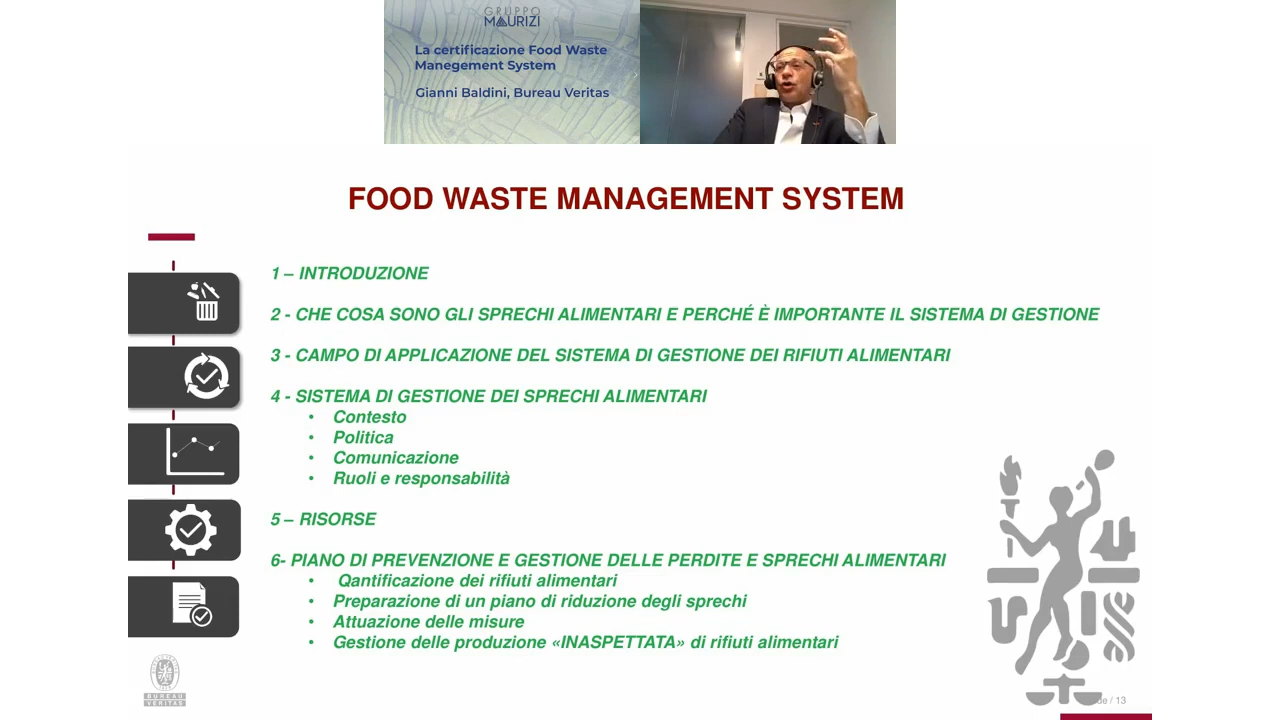 GRUPPO
MAURIZI
La certificazione Food Waste
Manegement System
Gianni Baldini, Bureau Veritas
FOOD WASTE MANAGEMENT SYSTEM
1 – INTRODUZIONE
2 - CHE COSA SONO GLI SPRECHI ALIMENTARI E PERCHÉ È IMPORTANTE IL SISTEMA DI GESTIONE
3 - CAMPO DI APPLICAZIONE DEL SISTEMA DI GESTIONE DEI RIFIUTI ALIMENTARI
4 - SISTEMA DI GESTIONE DEI SPRECHI ALIMENTARI
• Contesto
• Politica
• Comunicazione
• Ruoli e responsabilità
5 – RISORSE
6- PIANO DI PREVENZIONE E GESTIONE DELLE PERDITE E SPRECHI ALIMENTARI
• Qantificazione dei rifiuti alimentari
• Preparazione di un piano di riduzione degli sprechi
• Attuazione delle misure
• Gestione delle produzione «INASPETTATA» di rifiuti alimentari
BUREAU
VERITAS
/ 13